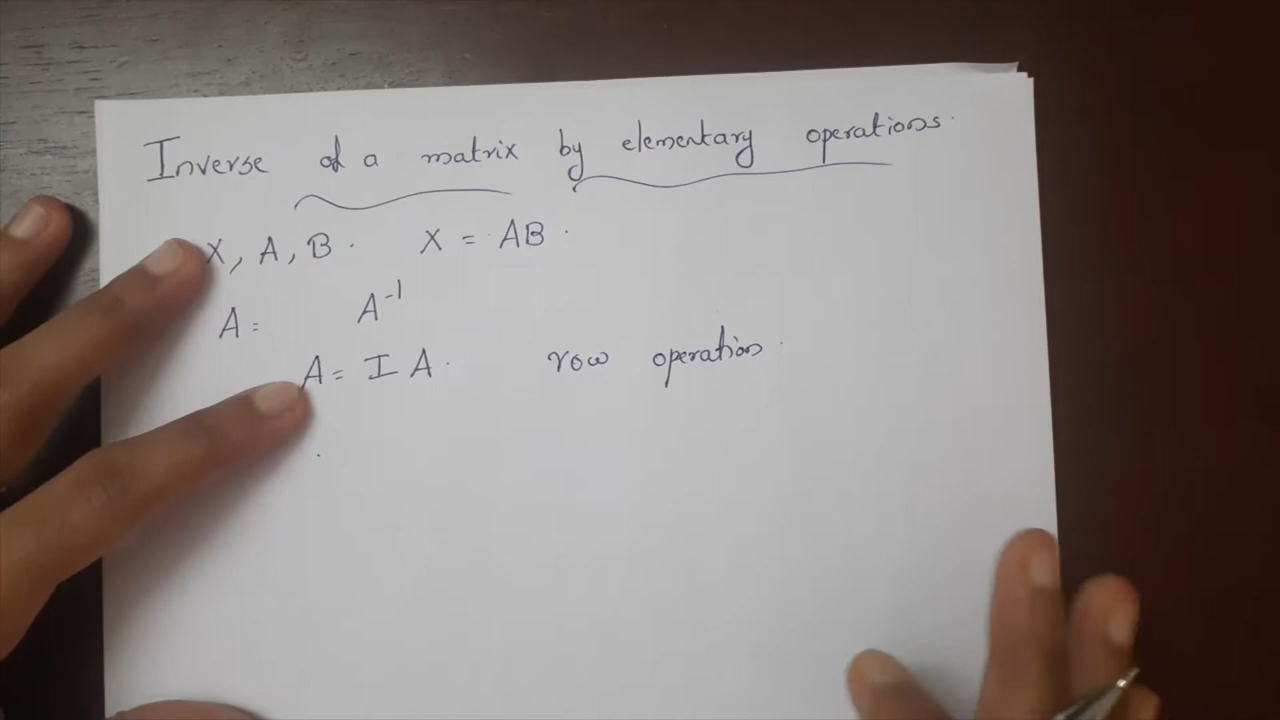 Inverse of a matrix by elementary operations.
X, A, B. X = AB.
A = A⁻¹
A = I A. row operation.